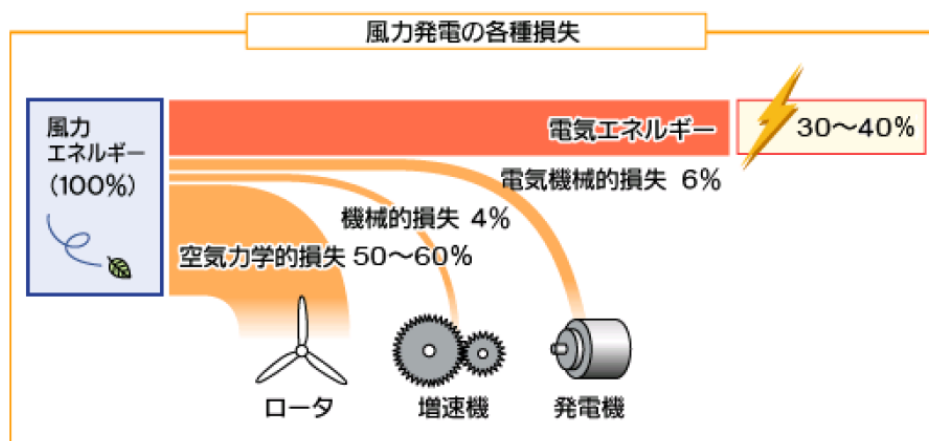 風力発電の各種損失
風力
エネルギー
(100%)
電気エネルギー
30〜40%
電気機械的損失 6%
機械的損失 4%
空気力学的損失 50〜60%
ロータ
増速機
発電機